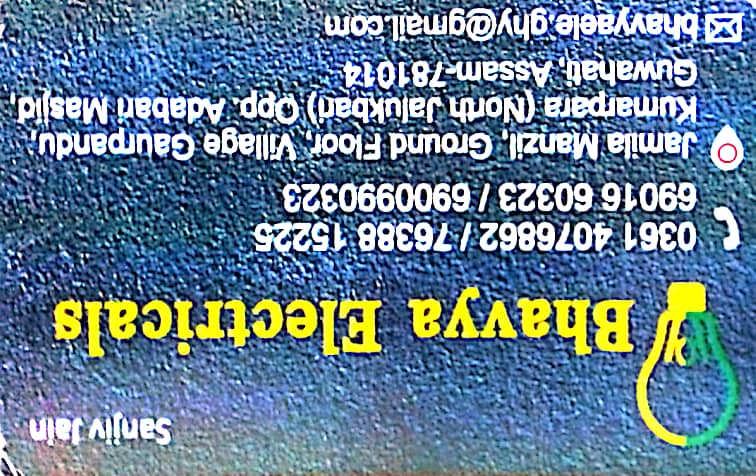 Sanjiv Jain
Bhavya Electricals
0361 4076862 / 76388 15225
69016 60323 / 6900990323
Jamila Manzil, Ground Floor, Village Gaurpandu,
Kumarpara (North Jalukbari) Opp. Adabari Masjid,
Guwahati, Assam-781014
bhavyaele.ghy@gmail.com